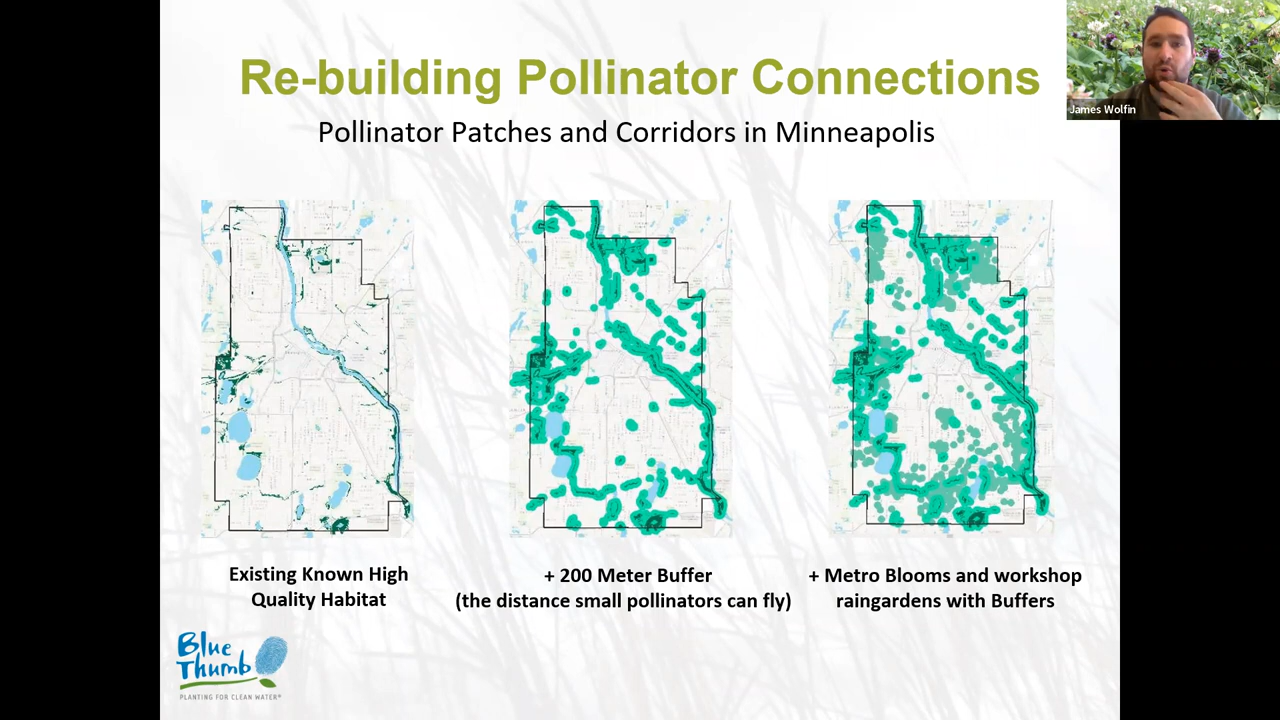 Re-building Pollinator Connections
James Wolfin
Pollinator Patches and Corridors in Minneapolis
Existing Known High
Quality Habitat
+ 200 Meter Buffer
(the distance small pollinators can fly)
+ Metro Blooms and workshop
raingardens with Buffers
Blue
Thumb
PLANTING FOR CLEAN WATER®